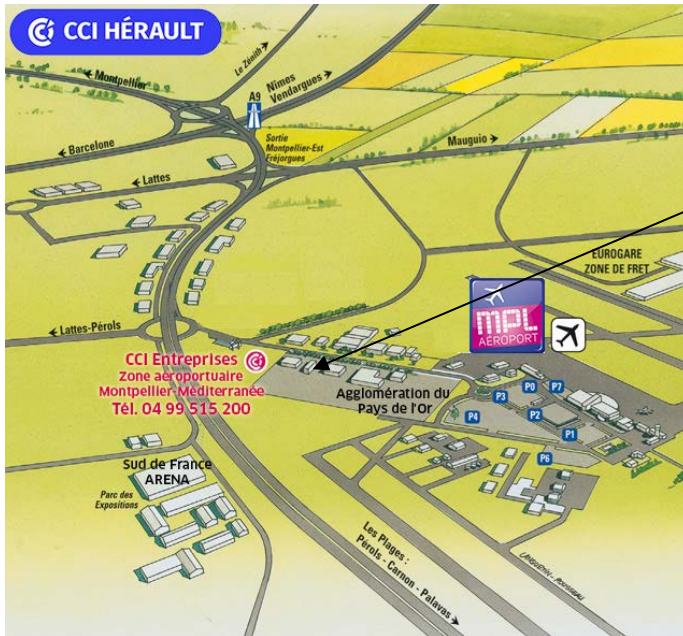 CCI HÉRAULT
Le Zénith
Montpellier
Nîmes
Vendargues
A9
Barcelone
Sortie
Montpellier-Est
Fréjorgues
Mauguio
Lattes
EUROGARE
ZONE DE FRET
mPL
AÉROPORT
Lattes-Pérols
CCI Entreprises
Zone aéroportuaire
Montpellier-Méditerranée
Tél. 04 99 515 200
Agglomération du
Pays de l'Or
P0
P7
P3
P2
P4
P1
P6
Sud de France
ARENA
Parc des
Expositions
Les Plages :
Pérols - Carnon - Palavas
LANGUEDOC - ROUSSILLON